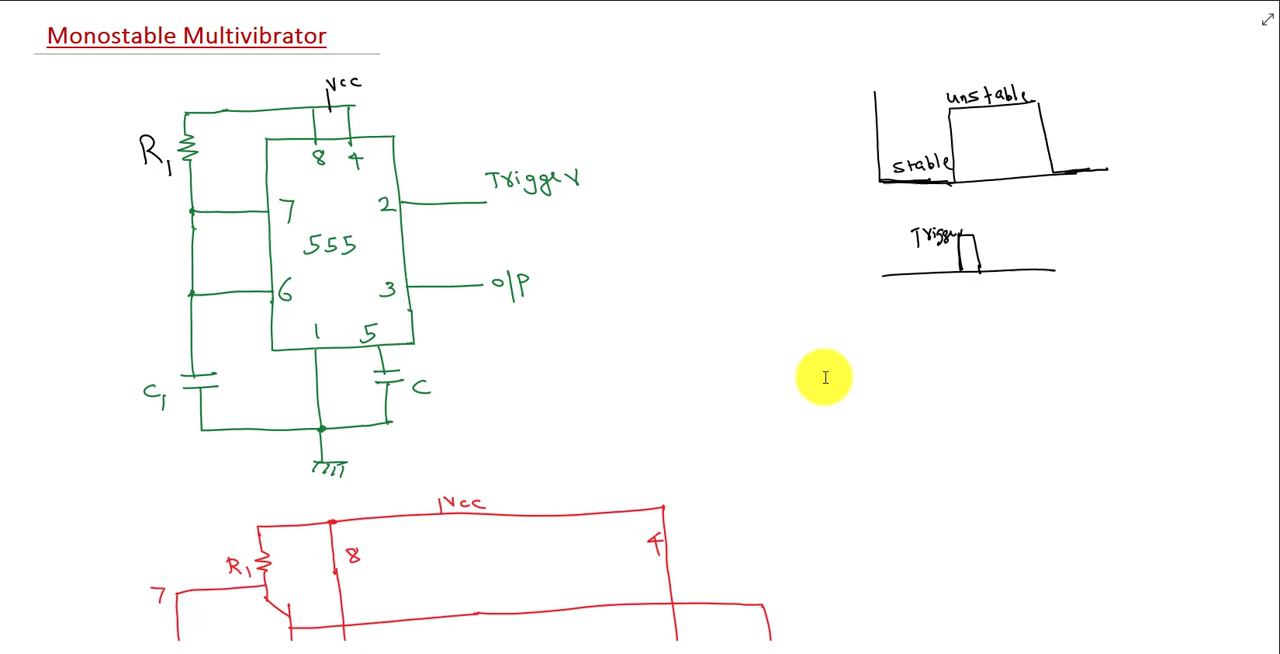 Monostable Multivibrator
Vcc
R1
8 4
Trigger
7 2
555
6 3 o/p
1 5
C1 C
unstable
stable
Trigger
Vcc
R1 8 4
7